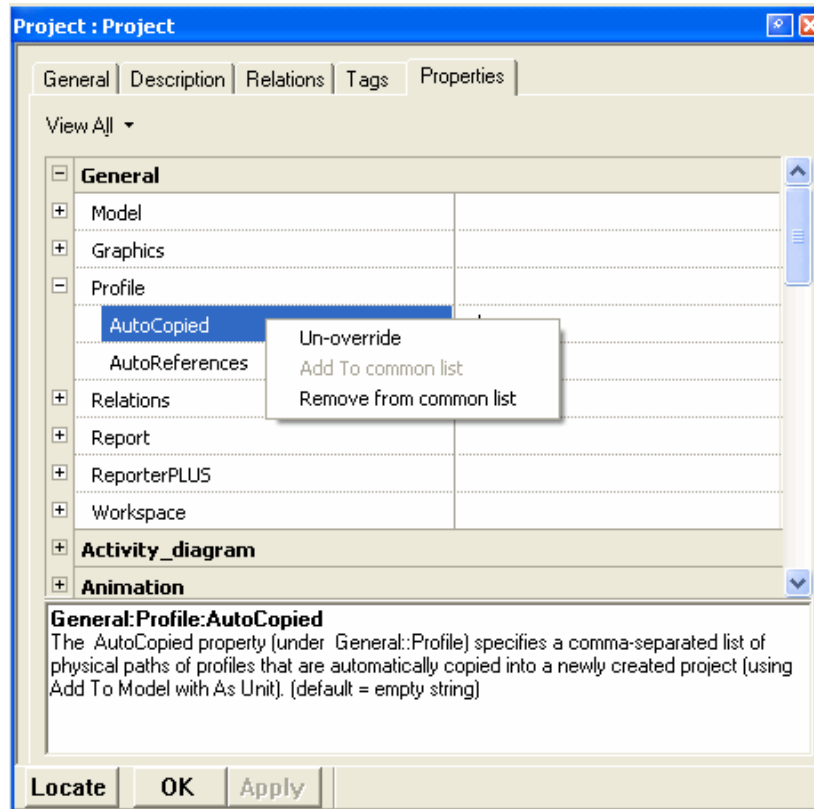 Project : Project
General Description Relations Tags Properties
View All
General
Model
Graphics
Profile
AutoCopied
Un-override
Add To common list
AutoReferences
Remove from common list
Relations
Report
ReporterPLUS
Workspace
Activity_diagram
Animation
General:Profile:AutoCopied
The AutoCopied property (under General::Profile) specifies a comma-separated list of
physical paths of profiles that are automatically copied into a newly created project (using
Add To Model with As Unit). (default = empty string)
Locate OK Apply